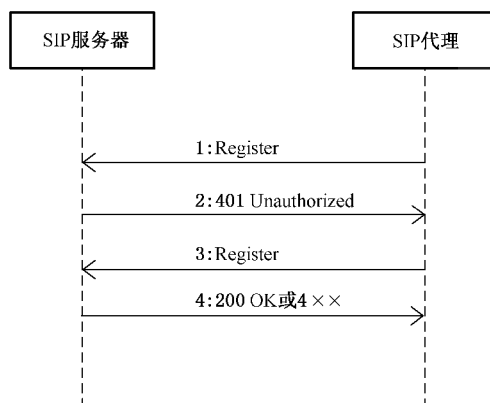 SIP服务器
SIP代理
1:Register
2:401 Unauthorized
3:Register
4:200 OK或4××